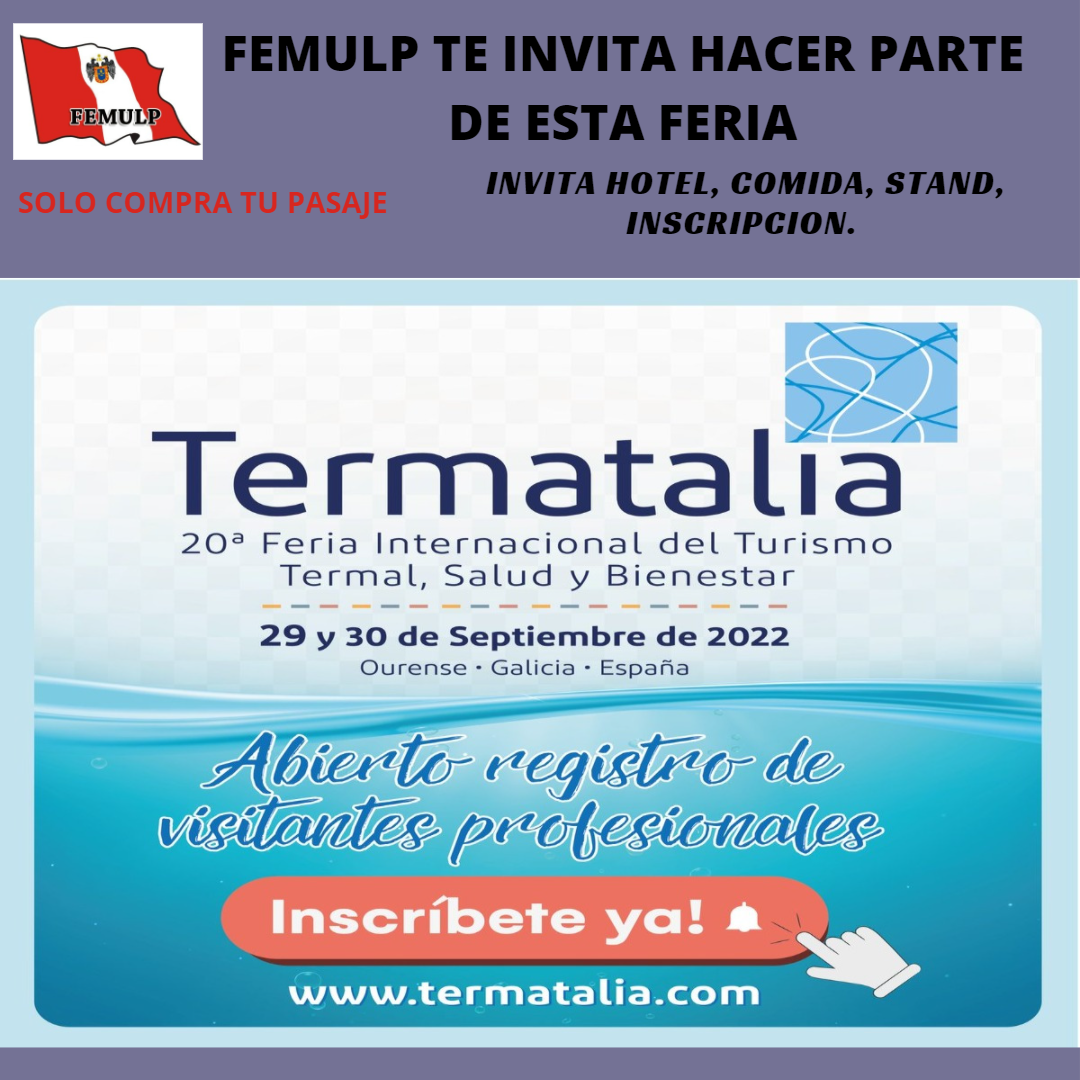 FEMULP
FEMULP TE INVITA HACER PARTE
DE ESTA FERIA
SOLO COMPRA TU PASAJE
INVITA HOTEL, COMIDA, STAND,
INSCRIPCION.
Termatalia
20ª Feria Internacional del Turismo
Termal, Salud y Bienestar
29 y 30 de Septiembre de 2022
Ourense • Galicia • España
Abierto registro de
visitantes profesionales
Inscríbete ya!
www.termatalia.com